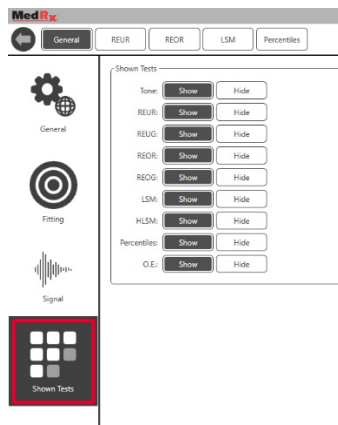 MedRx
General REUR REOR LSM Percentiles
Shown Tests
Tone: Show Hide
REUR: Show Hide
REUG: Show Hide
REOR: Show Hide
REOG: Show Hide
LSM: Show Hide
HLSM: Show Hide
Percentiles: Show Hide
O.E.: Show Hide
General
Fitting
Signal
Shown Tests